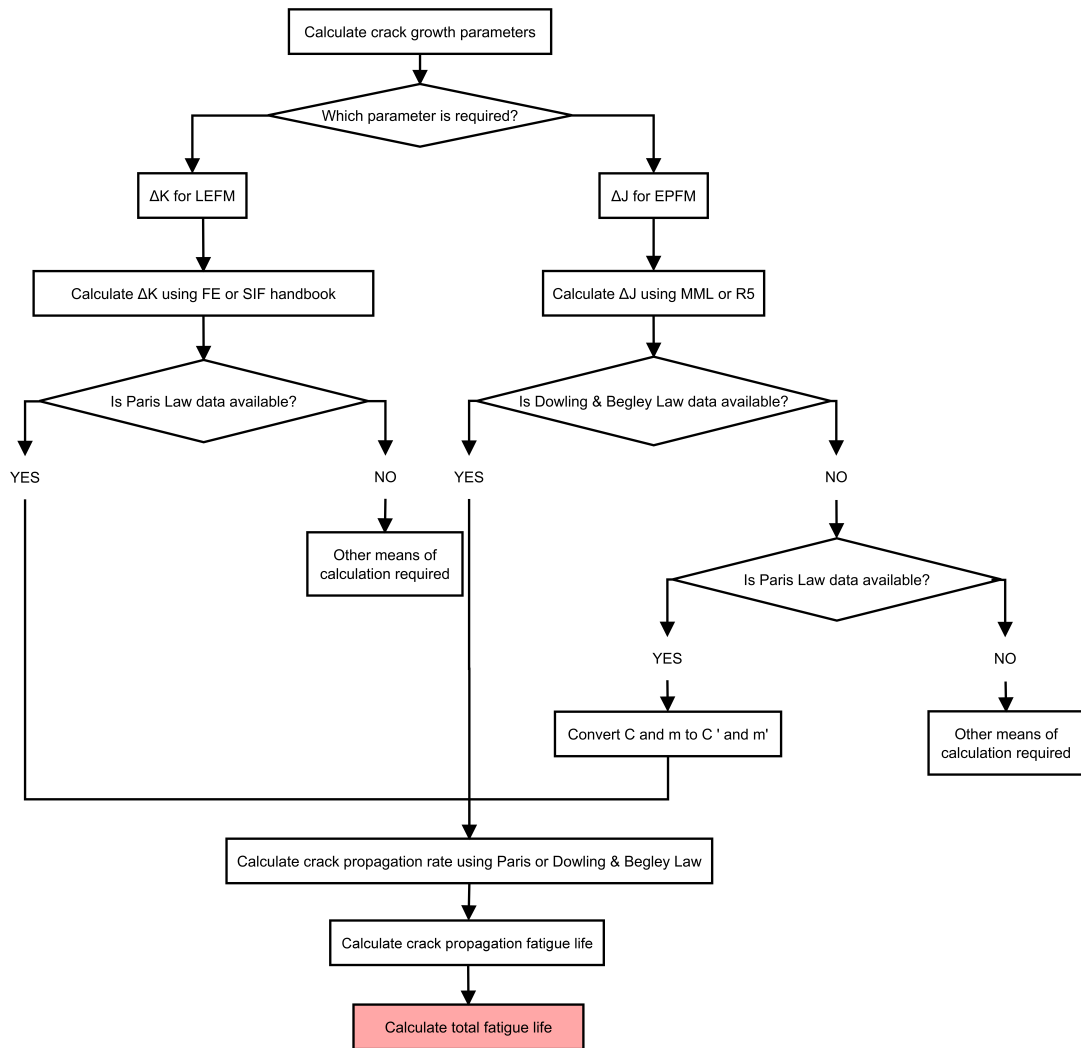 Calculate crack growth parameters
Which parameter is required?
ΔK for LEFM
ΔJ for EPFM
Calculate ΔK using FE or SIF handbook
Calculate ΔJ using MML or R5
Is Paris Law data available?
Is Dowling & Begley Law data available?
YES
NO
YES
NO
Other means of
calculation required
Is Paris Law data available?
YES
NO
Convert C and m to C ' and m'
Other means of
calculation required
Calculate crack propagation rate using Paris or Dowling & Begley Law
Calculate crack propagation fatigue life
Calculate total fatigue life